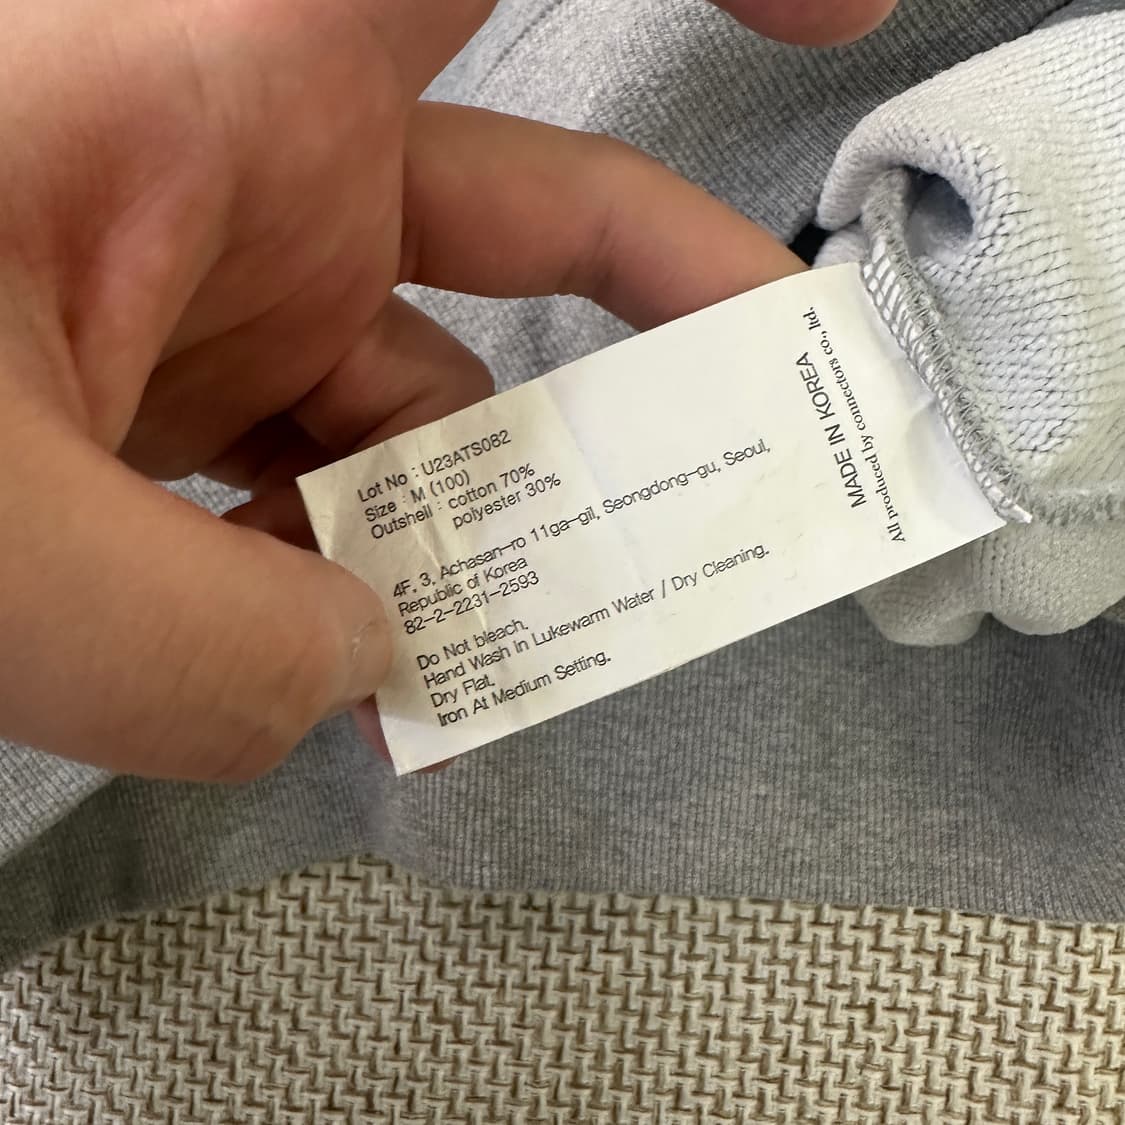 Lot No : U23ATS082
Size : M (100)
Outshell : cotton 70%
polyester 30%
4F, 3, Achasan-ro 11ga-gil, Seongdong-gu, Seoul,
Republic of Korea
82-2-2231-2593
Do Not bleach.
Hand Wash in Lukewarm Water / Dry Cleaning.
Dry Flat.
Iron At Medium Setting.
MADE IN KOREA
All produced by connectors co., ltd.